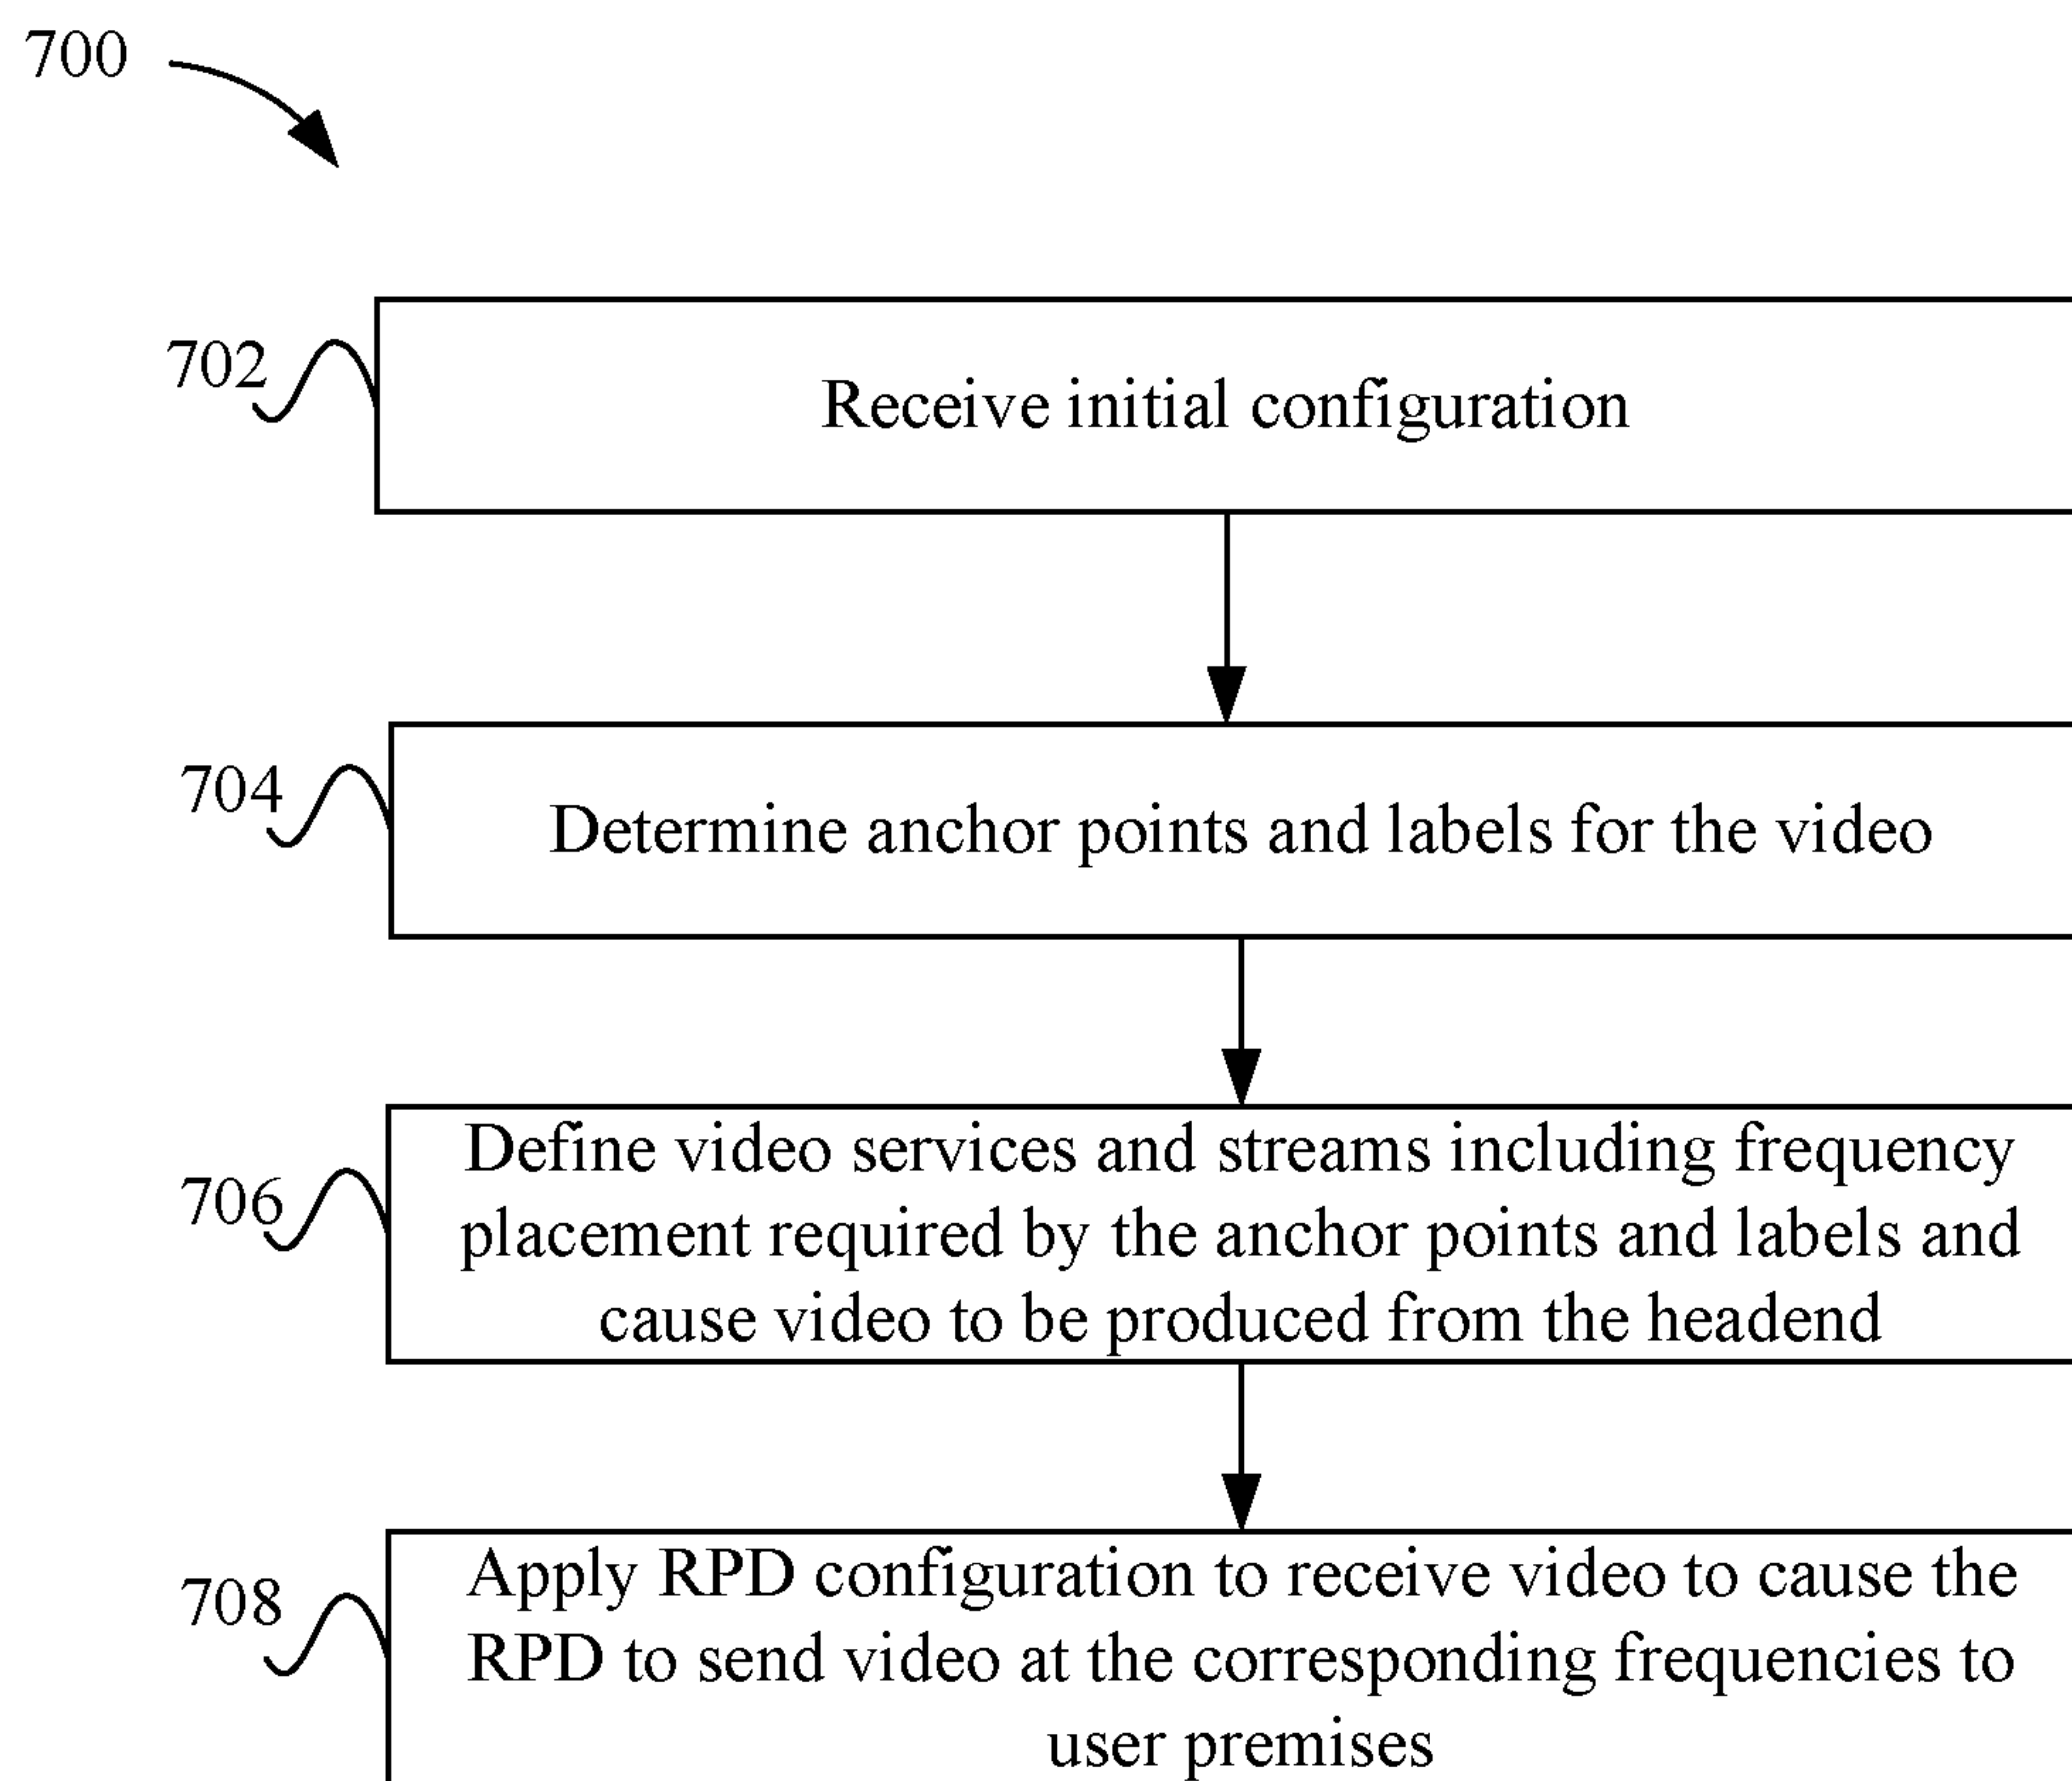 700
702
Receive initial configuration
704
Determine anchor points and labels for the video
706
Define video services and streams including frequency
placement required by the anchor points and labels and
cause video to be produced from the headend
708
Apply RPD configuration to receive video to cause the
RPD to send video at the corresponding frequencies to
user premises